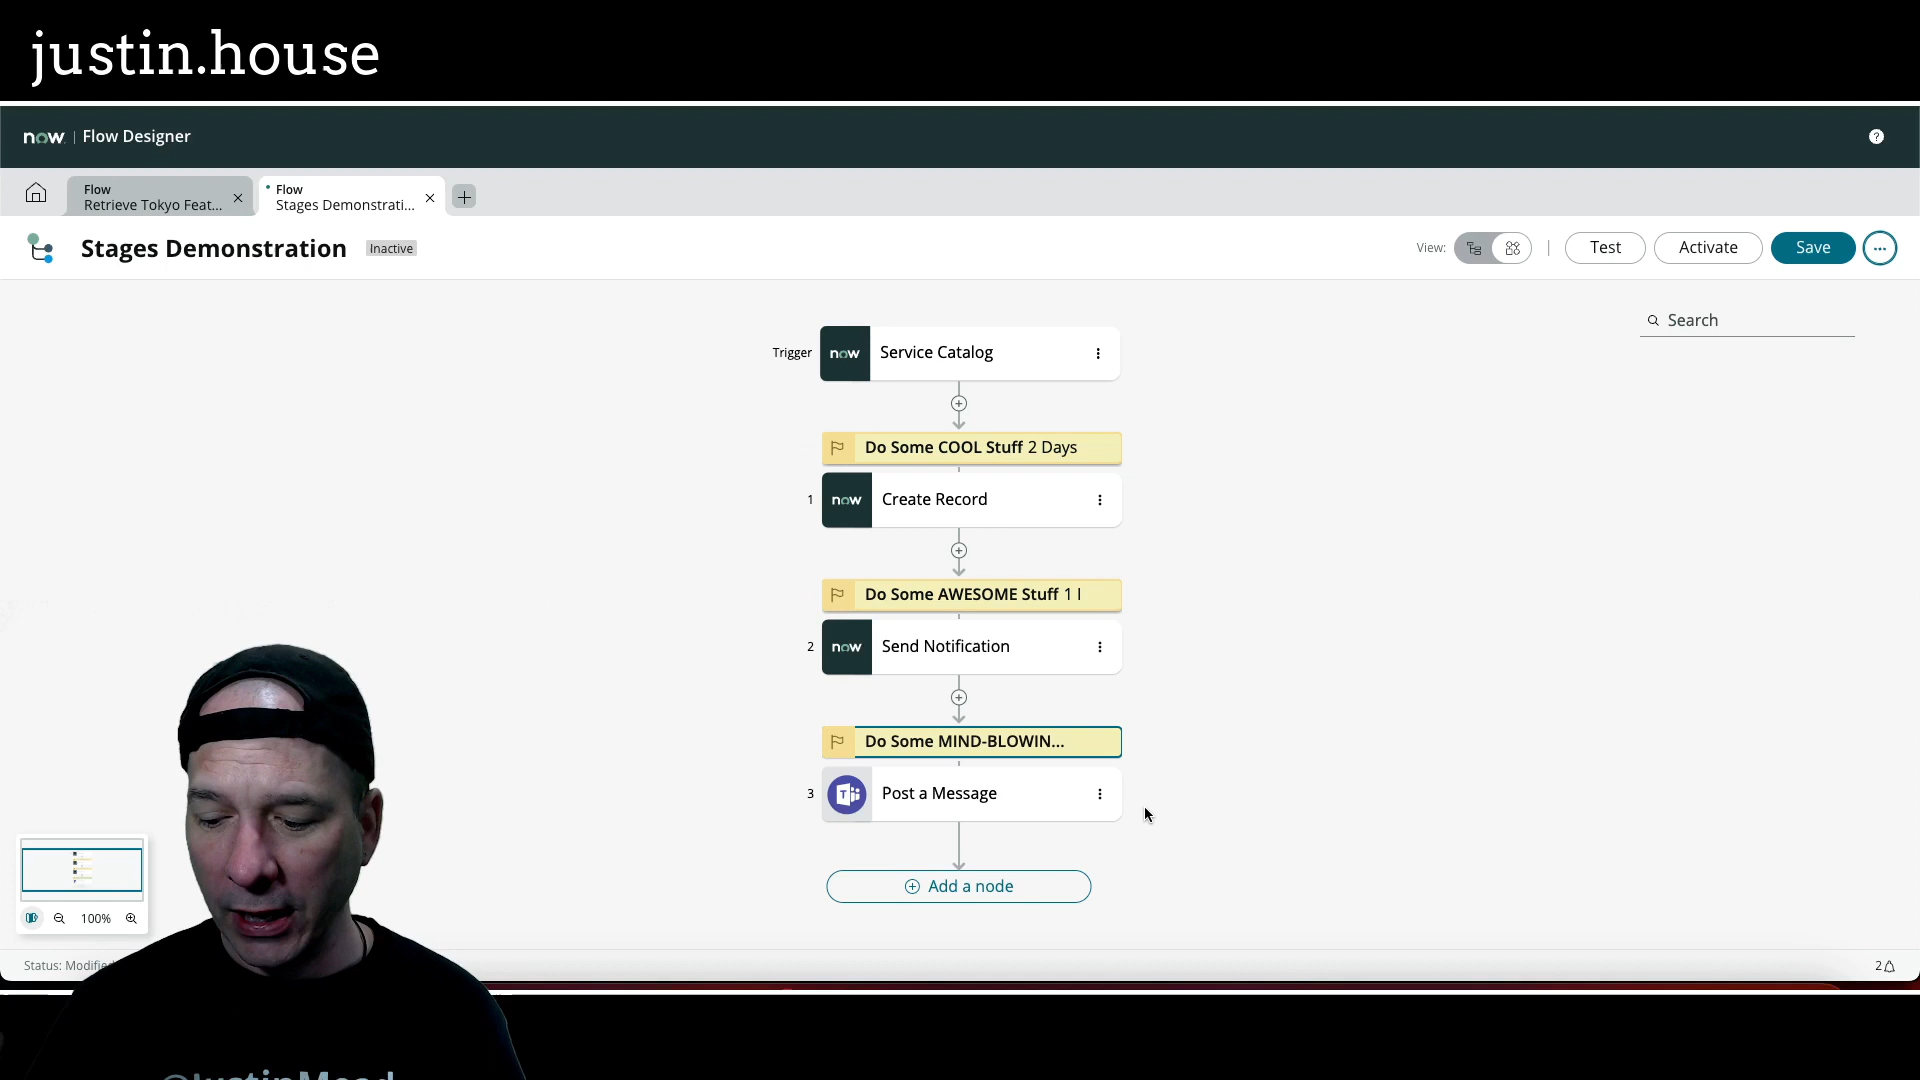 justin.house
now | Flow Designer
?
Flow
Retrieve Tokyo Feat...
Flow
Stages Demonstrati...
Stages Demonstration
Inactive
View:
Test
Activate
Save
Search
Trigger
now
Service Catalog
Do Some COOL Stuff 2 Days
1
now
Create Record
Do Some AWESOME Stuff 1
2
now
Send Notification
Do Some MIND-BLOWIN...
3
Post a Message
Add a node
100%
Status:
2